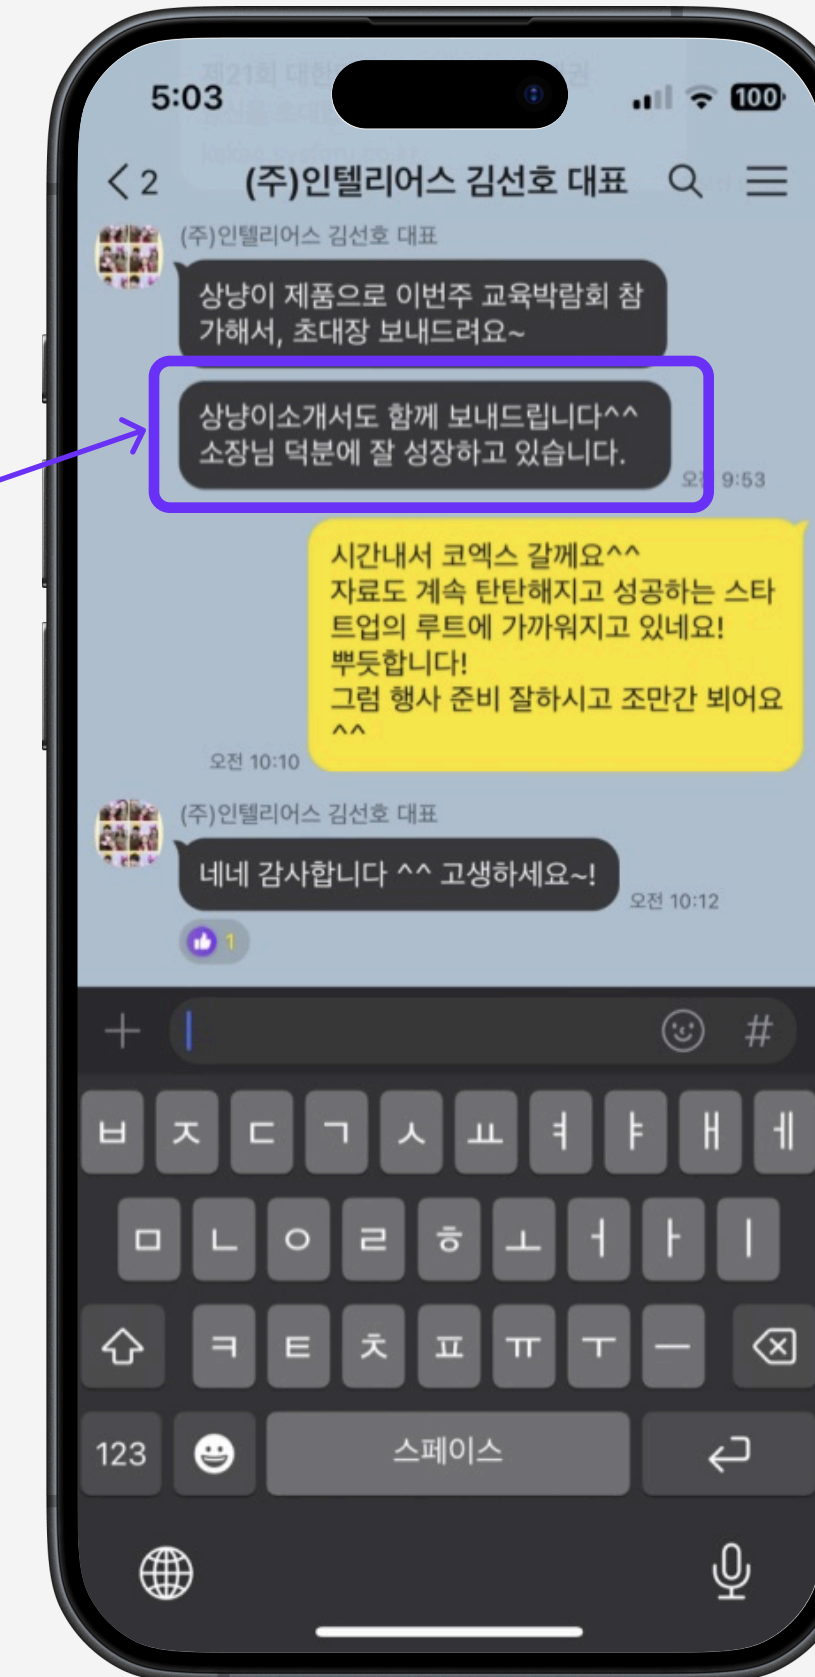 제21회 대한
5:03
100
2
(주)인텔리어스 김선호 대표
(주)인텔리어스 김선호 대표
상냥이 제품으로 이번주 교육박람회 참
가해서, 초대장 보내드려요~
상냥이소개서도 함께 보내드립니다^^
소장님 덕분에 잘 성장하고 있습니다.
오전 9:53
시간내서 코엑스 갈께요^^
자료도 계속 탄탄해지고 성공하는 스타
트업의 루트에 가까워지고 있네요!
뿌듯합니다!
그럼 행사 준비 잘하시고 조만간 뵈어요
^^
오전 10:10
(주)인텔리어스 김선호 대표
네네 감사합니다 ^^ 고생하세요~!
오전 10:12
1
#
ㅂ ㅈ ㄷ ㄱ ㅅ ㅛ ㅕ ㅑ ㅐ ㅔ
ㅁ ㄴ ㅇ ㄹ ㅎ ㅗ ㅓ ㅏ ㅣ
ㅋ ㅌ ㅊ ㅍ ㅠ ㅜ ㅡ
123 스페이스